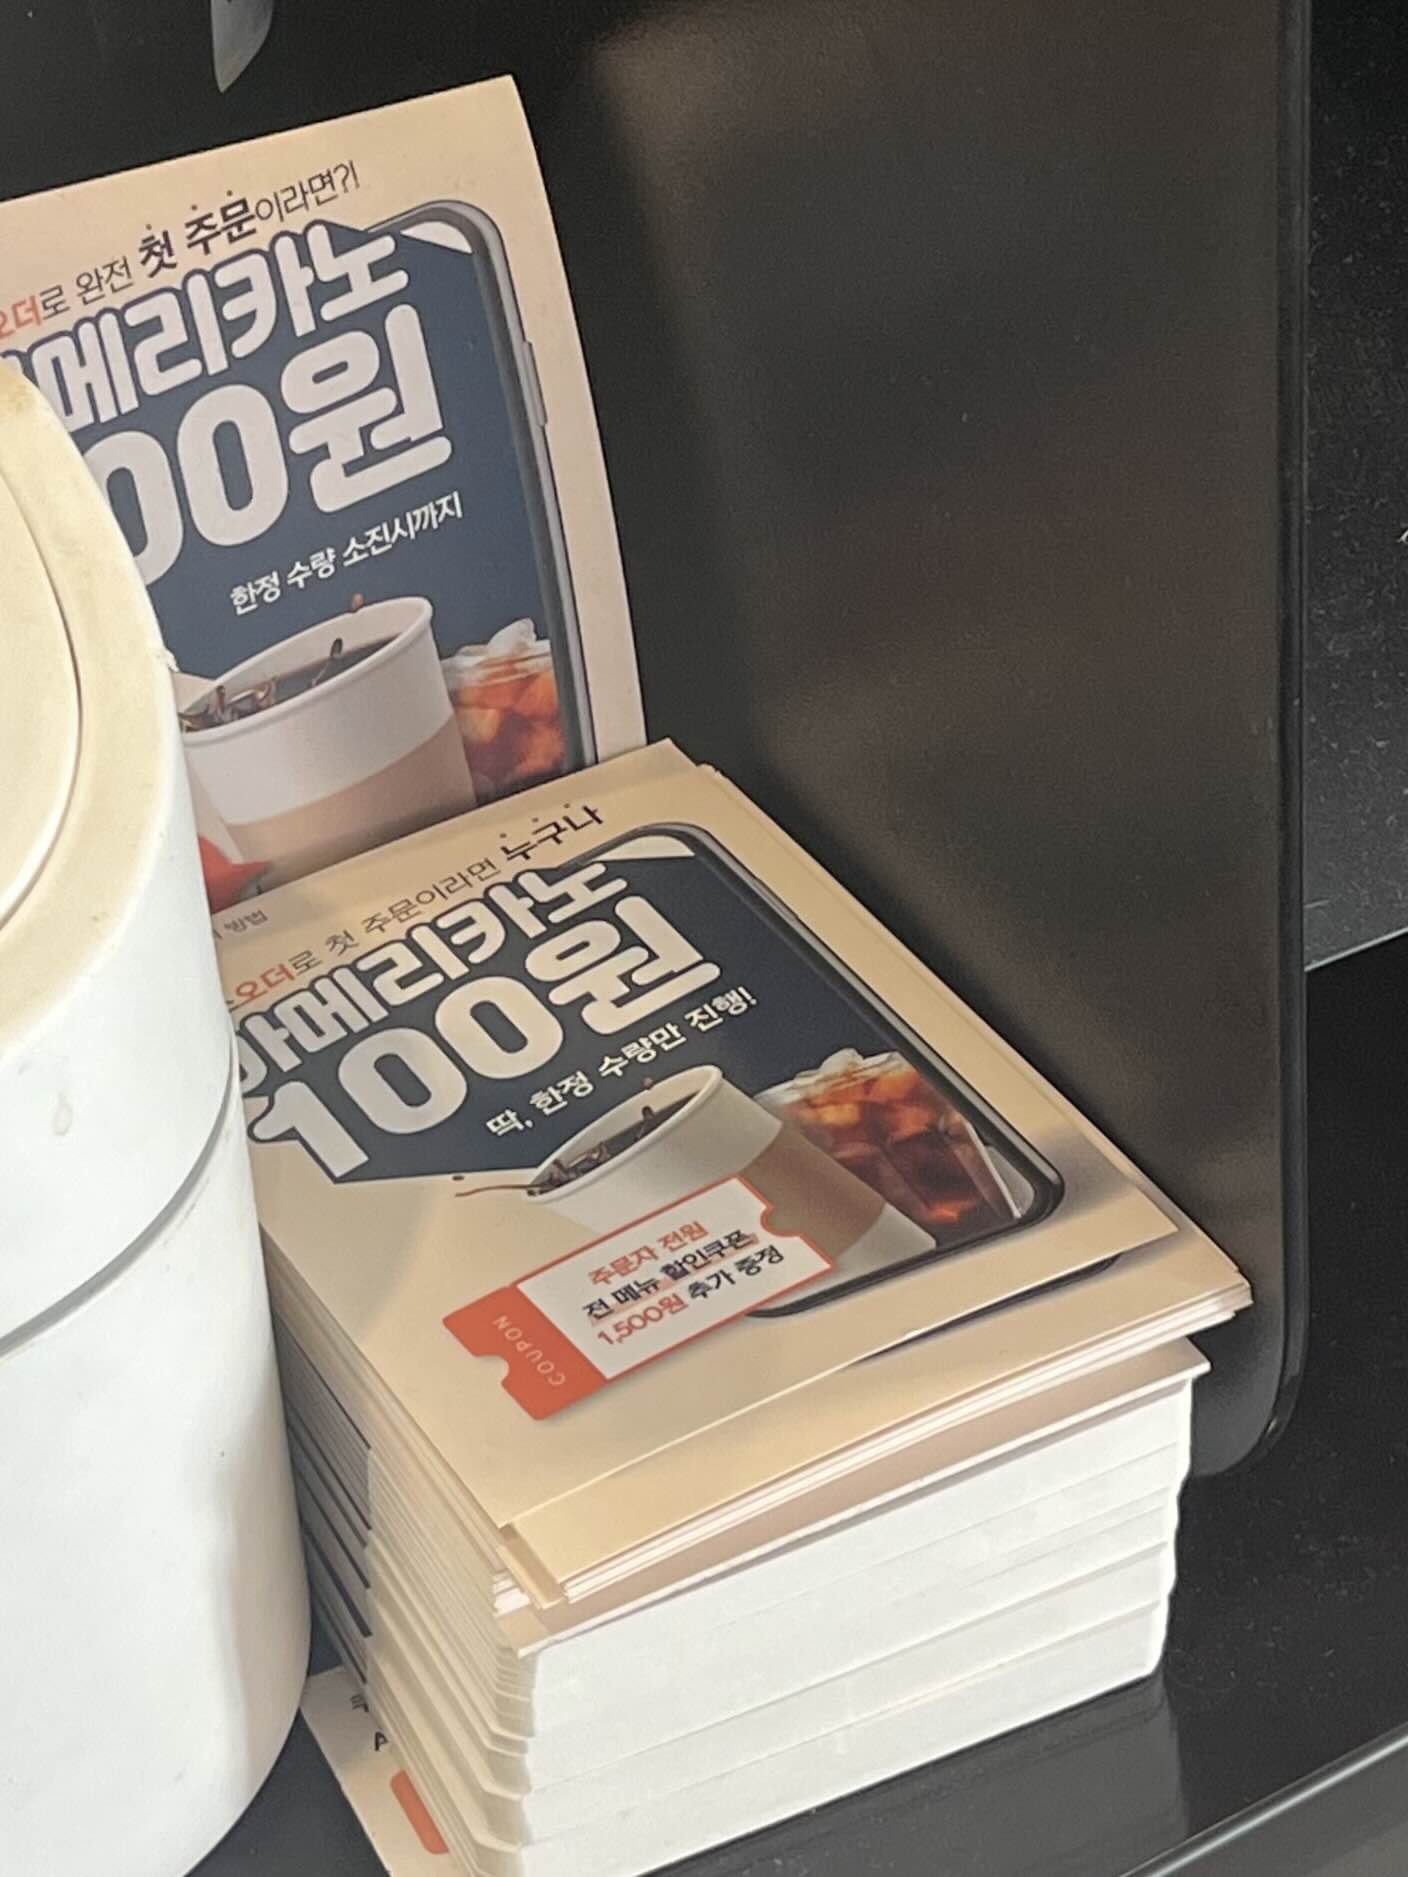 오더로 완전 첫 주문이라면?!
메리카노
00원
한정 수량 소진시까지
방법
오더로 첫 주문이라면 누구나
아메리카노
100원
딱, 한정 수량만 진행!
COUPON
주문자 전원
전 메뉴 할인쿠폰
1,500원 추가 증정